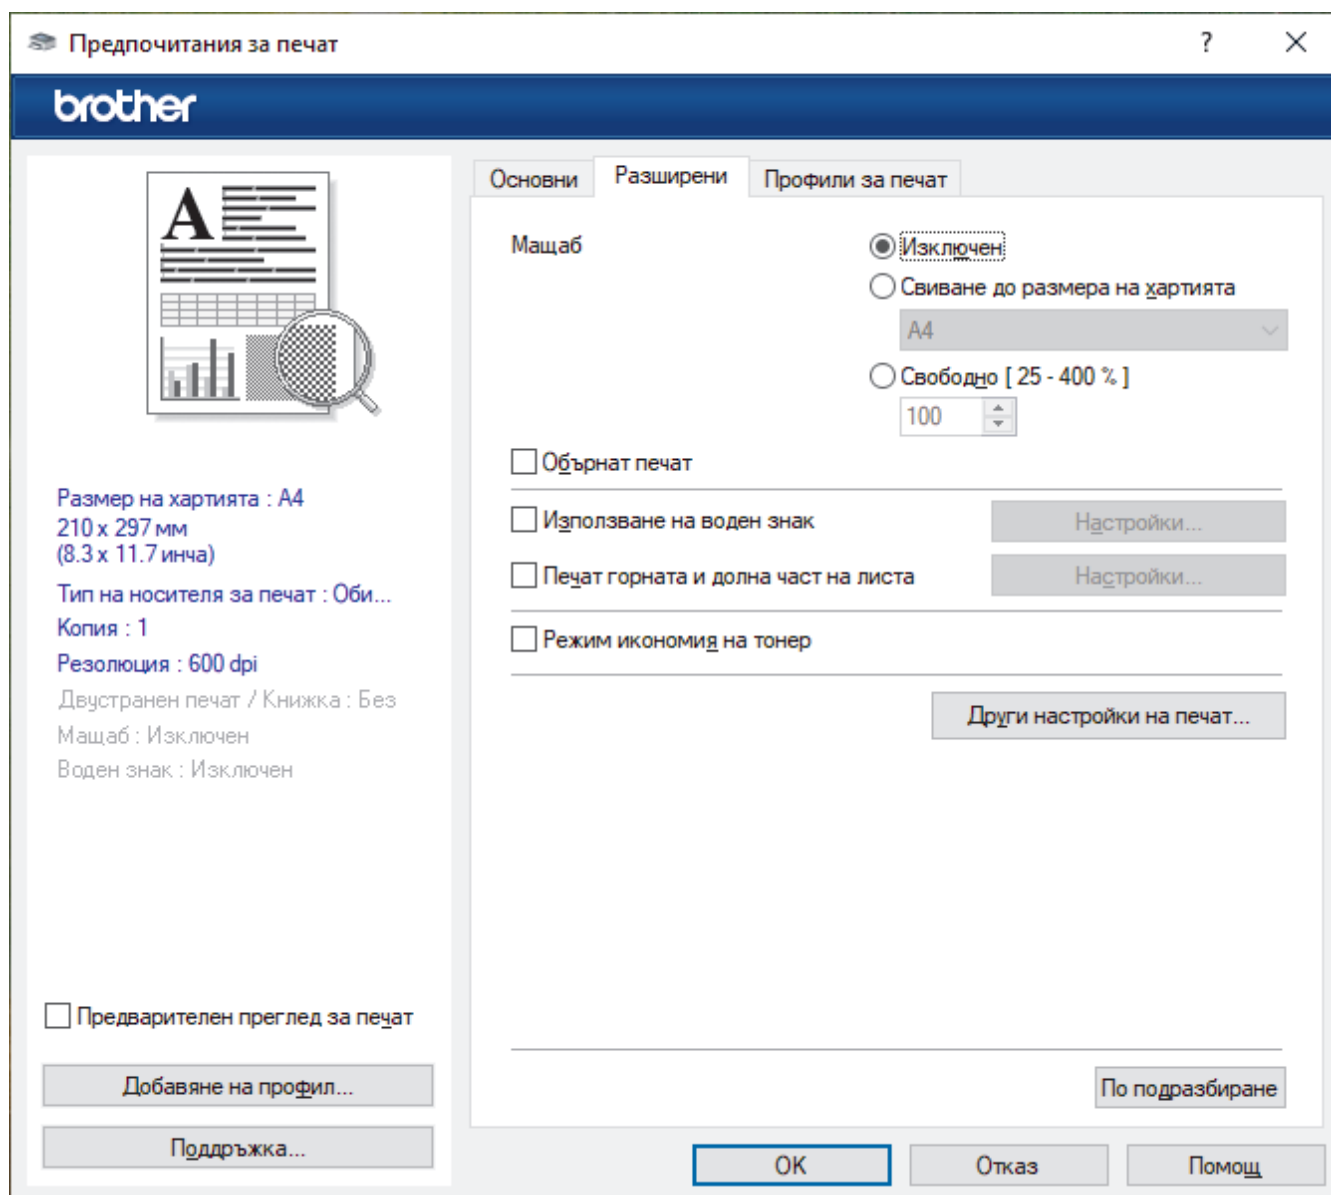 Предпочитания за печат
?
brother
A
Размер на хартията : A4
210 x 297 мм
(8.3 x 11.7 инча)
Тип на носителя за печат : Оби...
Копия : 1
Резолюция : 600 dpi
Двустранен печат / Книжка : Без
Мащаб : Изключен
Воден знак : Изключен
Предварителен преглед за печат
Добавяне на профил...
Поддръжка...
Основни
Разширени
Профили за печат
Мащаб
Изключен
Свиване до размера на хартията
A4
Свободно [ 25 - 400 % ]
100
Обърнат печат
Използване на воден знак
Настройки...
Печат горната и долна част на листа
Настройки...
Режим икономия на тонер
Други настройки на печат...
По подразбиране
OK
Отказ
Помощ